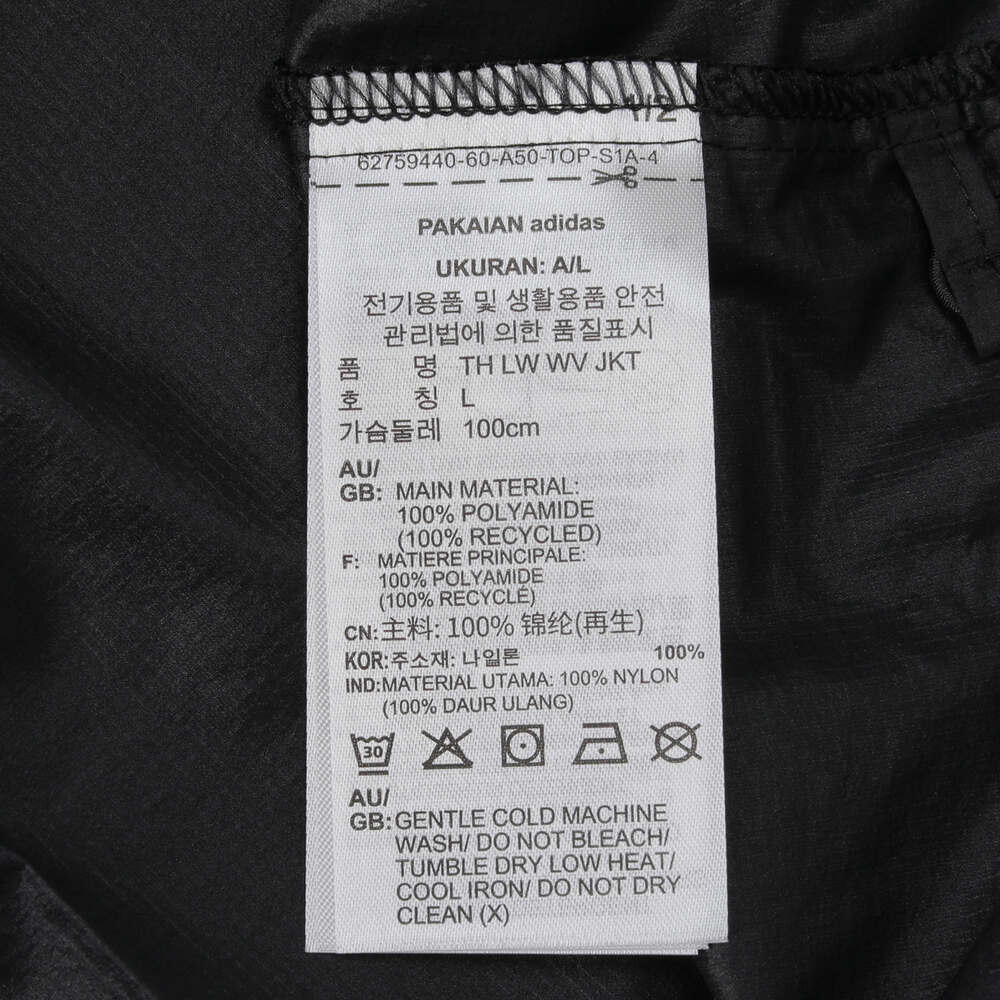 1/2
62759440-60-A50-TOP-S1A-4
PAKAIAN adidas
UKURAN: A/L
전기용품 및 생활용품 안전
관리법에 의한 품질표시
품 명 TH LW WV JKT
호 칭 L
가슴둘레 100cm
AU/
GB: MAIN MATERIAL:
100% POLYAMIDE
(100% RECYCLED)
F: MATIERE PRINCIPALE:
100% POLYAMIDE
(100% RECYCLÉ)
CN:主料: 100% 锦纶(再生)
KOR:주소재: 나일론 100%
IND:MATERIAL UTAMA: 100% NYLON
(100% DAUR ULANG)
30
AU/
GB: GENTLE COLD MACHINE
WASH/ DO NOT BLEACH/
TUMBLE DRY LOW HEAT/
COOL IRON/ DO NOT DRY
CLEAN (X)